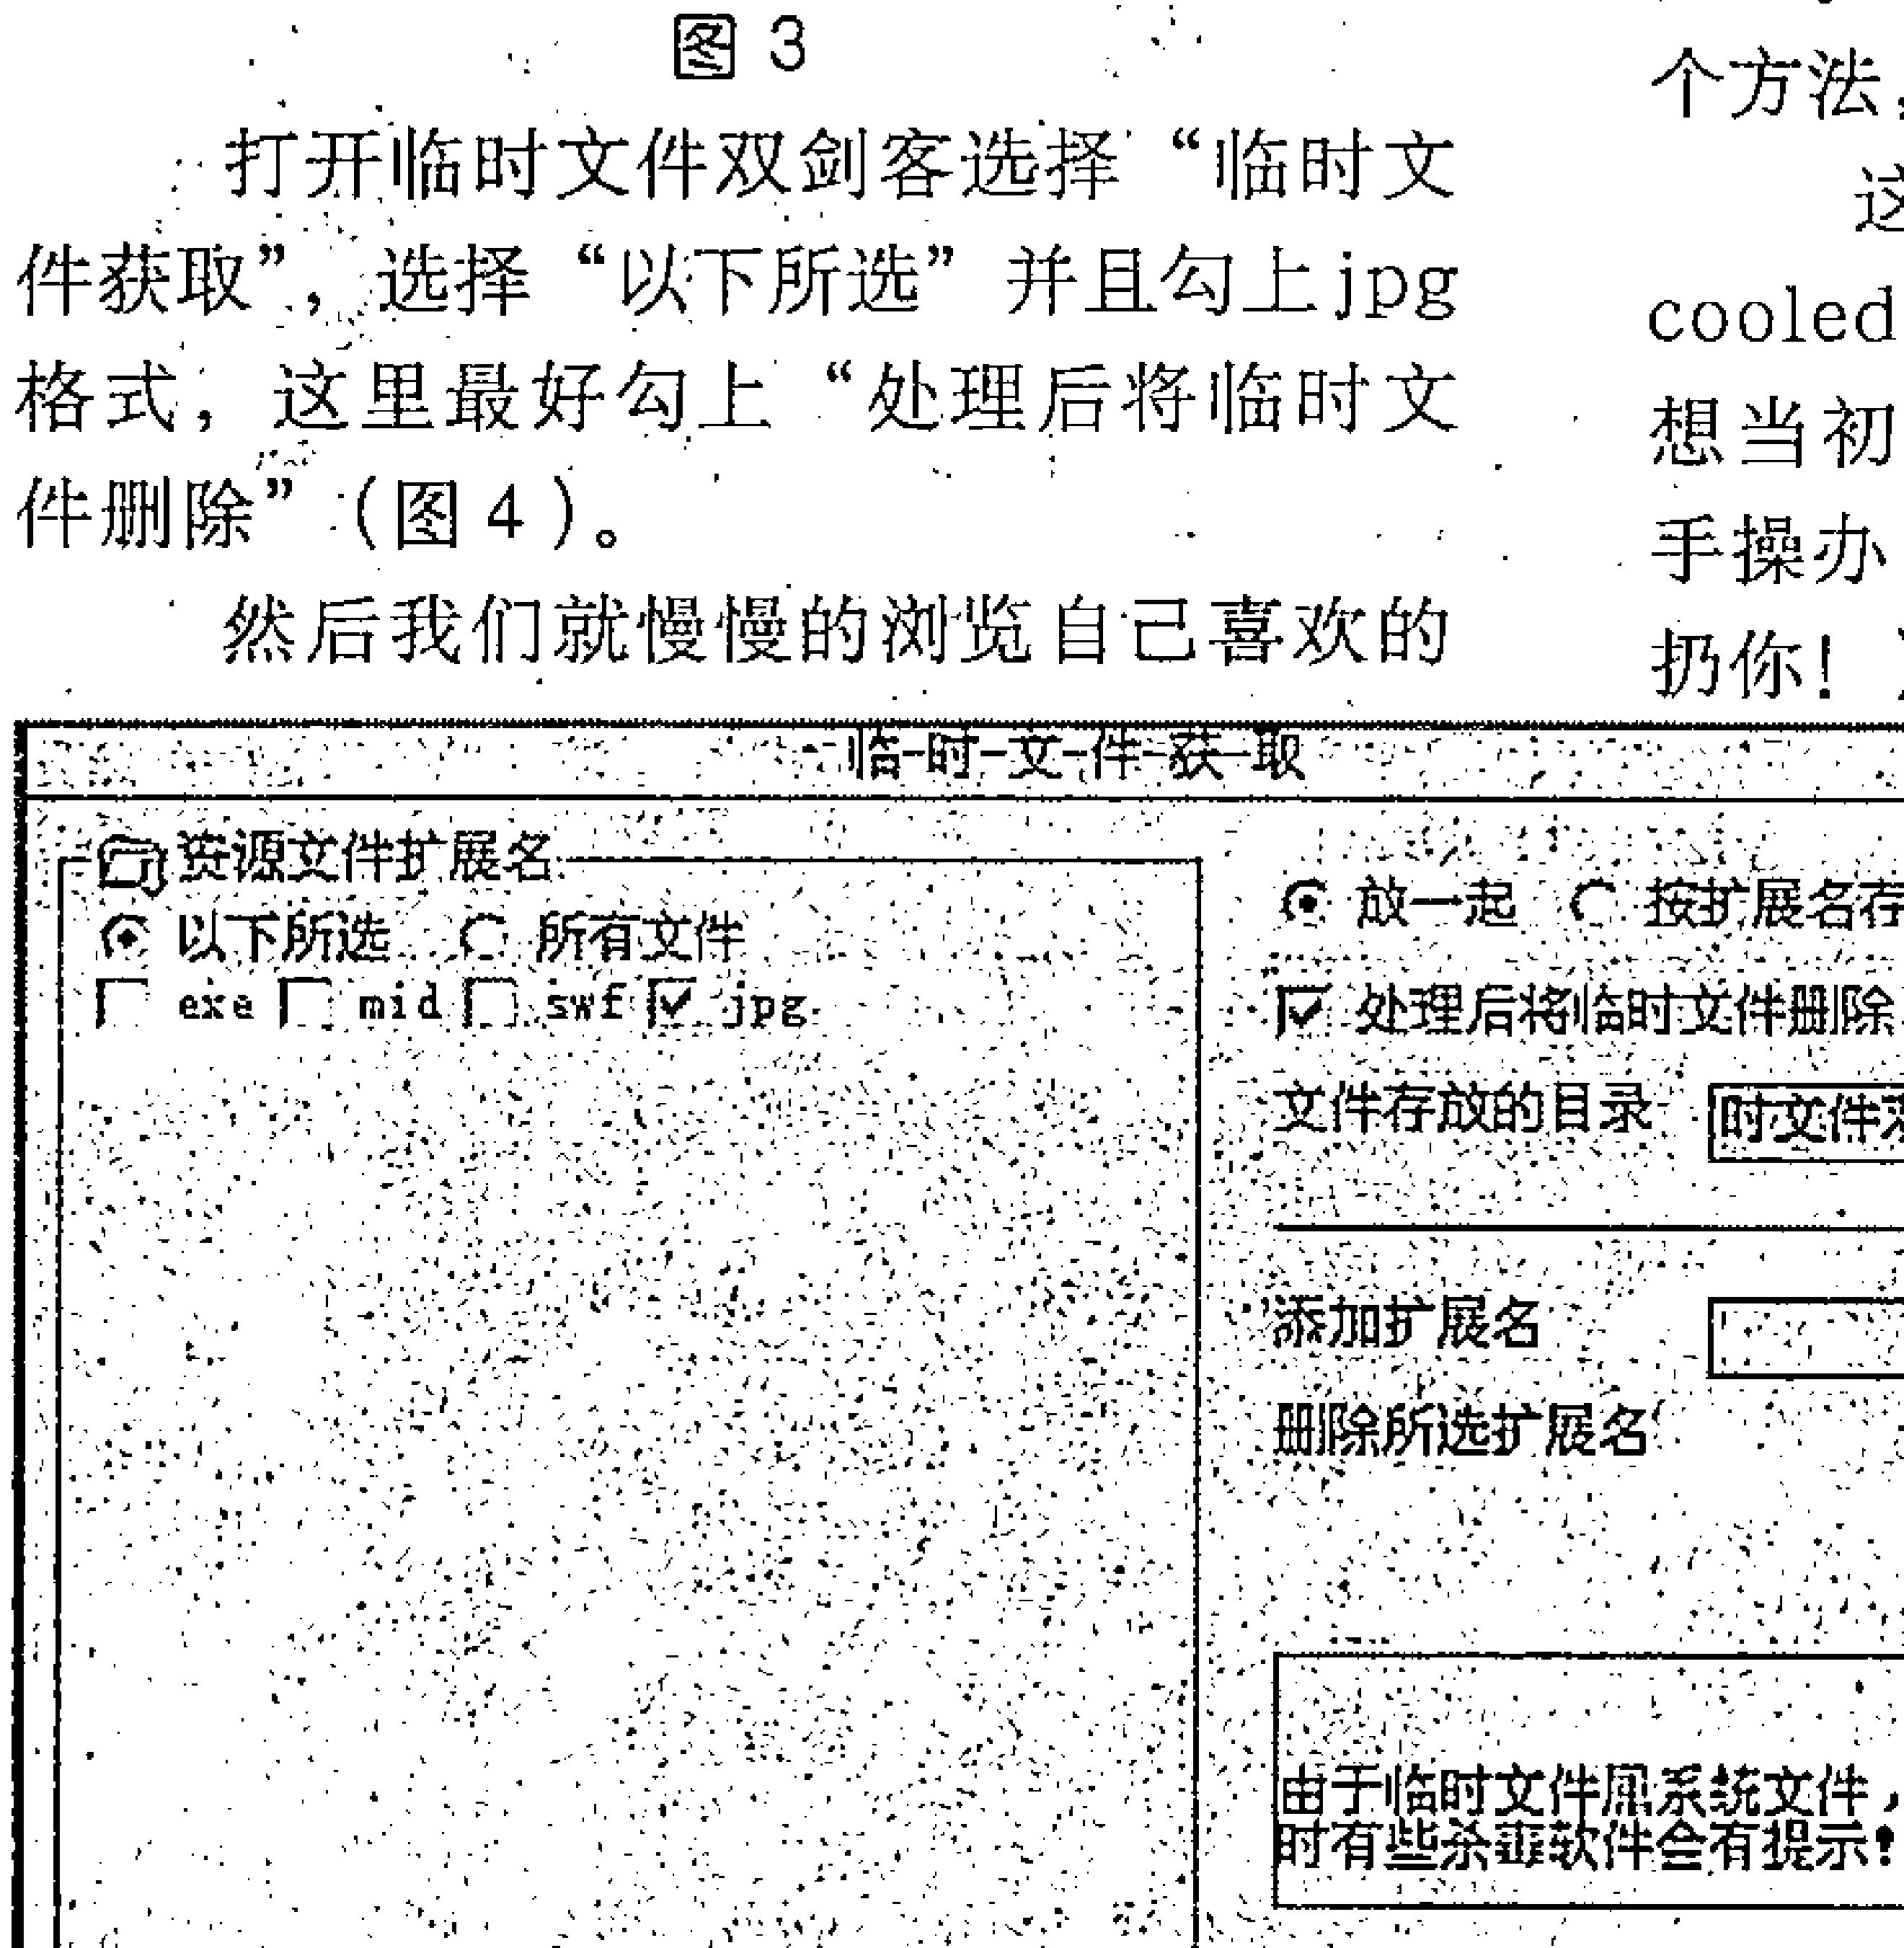 图 3
打开临时文件双剑客选择“临时文
件获取”，选择“以下所选”并且勾上jpg
格式，这里最好勾上“处理后将临时文
件删除”（图 4）。
然后我们就慢慢的浏览自己喜欢的
个方法，
这
cooled
想当初
手操办
扔你！
临-时-文-件-获-取
资源文件扩展名
以下所选 所有文件
exe mid swf jpg
放一起 按扩展名存
处理后将临时文件删除
文件存放的目录 时文件双
添加扩展名
删除所选扩展名
由于临时文件属系统文件，
时有些杀毒软件会有提示！